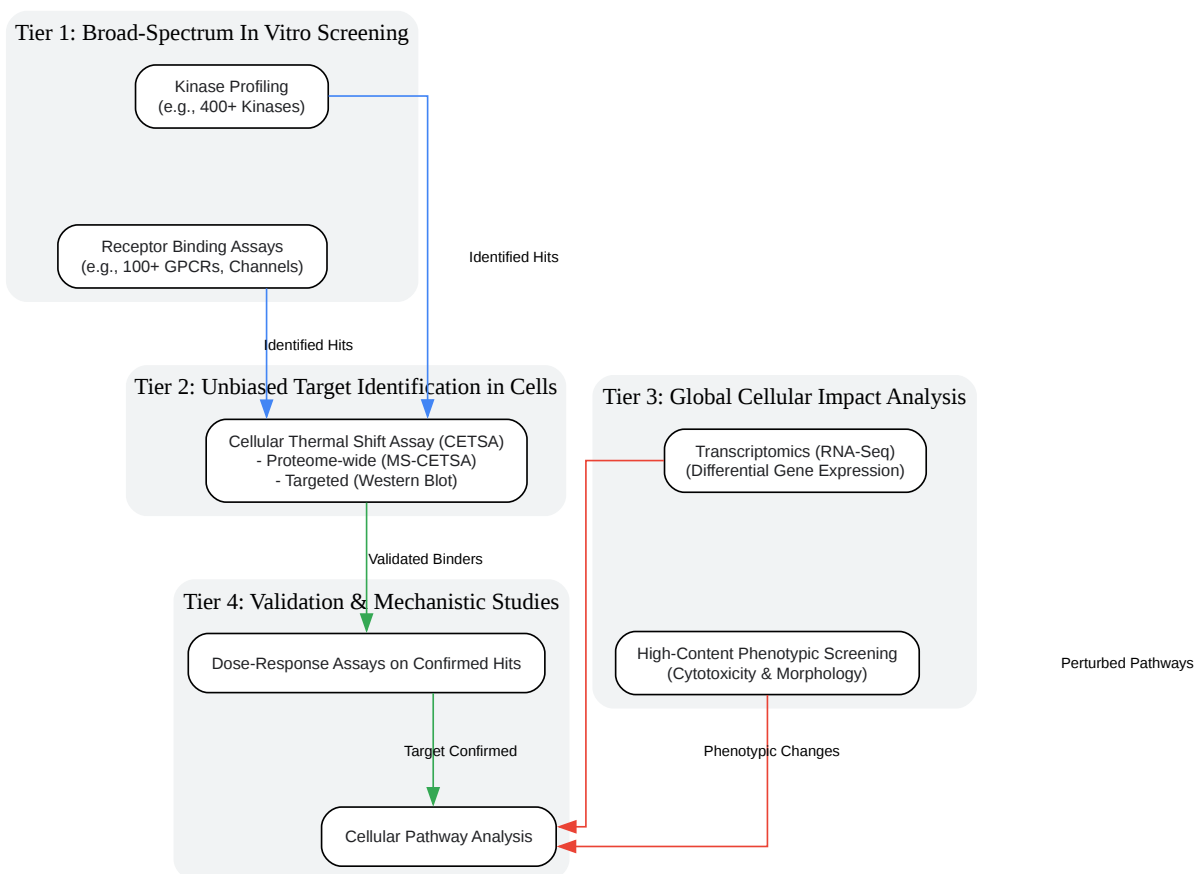 Tier 1: Broad-Spectrum In Vitro Screening
Kinase Profiling
(e.g., 400+ Kinases)
Receptor Binding Assays
(e.g., 100+ GPCRs, Channels)
Identified Hits
Identified Hits
Tier 2: Unbiased Target Identification in Cells
Cellular Thermal Shift Assay (CETSA)
- Proteome-wide (MS-CETSA)
- Targeted (Western Blot)
Tier 3: Global Cellular Impact Analysis
Transcriptomics (RNA-Seq)
(Differential Gene Expression)
Validated Binders
Tier 4: Validation & Mechanistic Studies
Dose-Response Assays on Confirmed Hits
High-Content Phenotypic Screening
(Cytotoxicity & Morphology)
Perturbed Pathways
Target Confirmed
Phenotypic Changes
Cellular Pathway Analysis